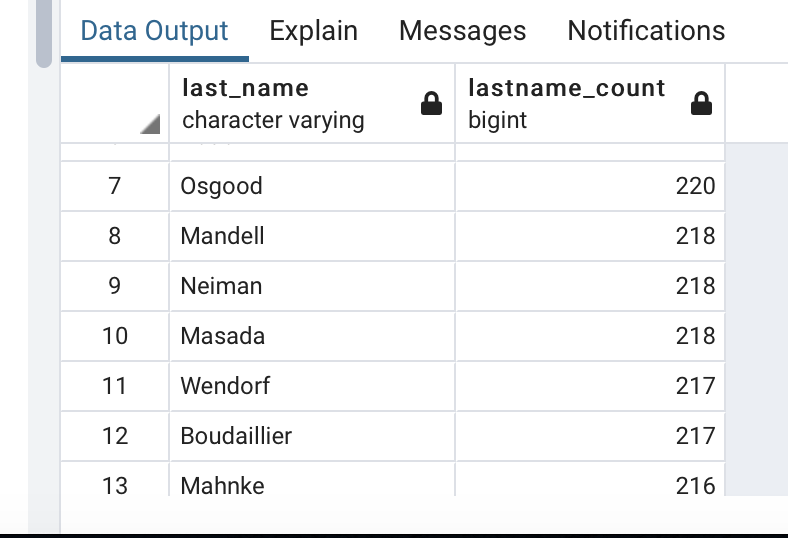 Data Output Explain Messages Notifications
last_name lastname_count
character varying bigint
7 Osgood 220
8 Mandell 218
9 Neiman 218
10 Masada 218
11 Wendorf 217
12 Boudaillier 217
13 Mahnke 216